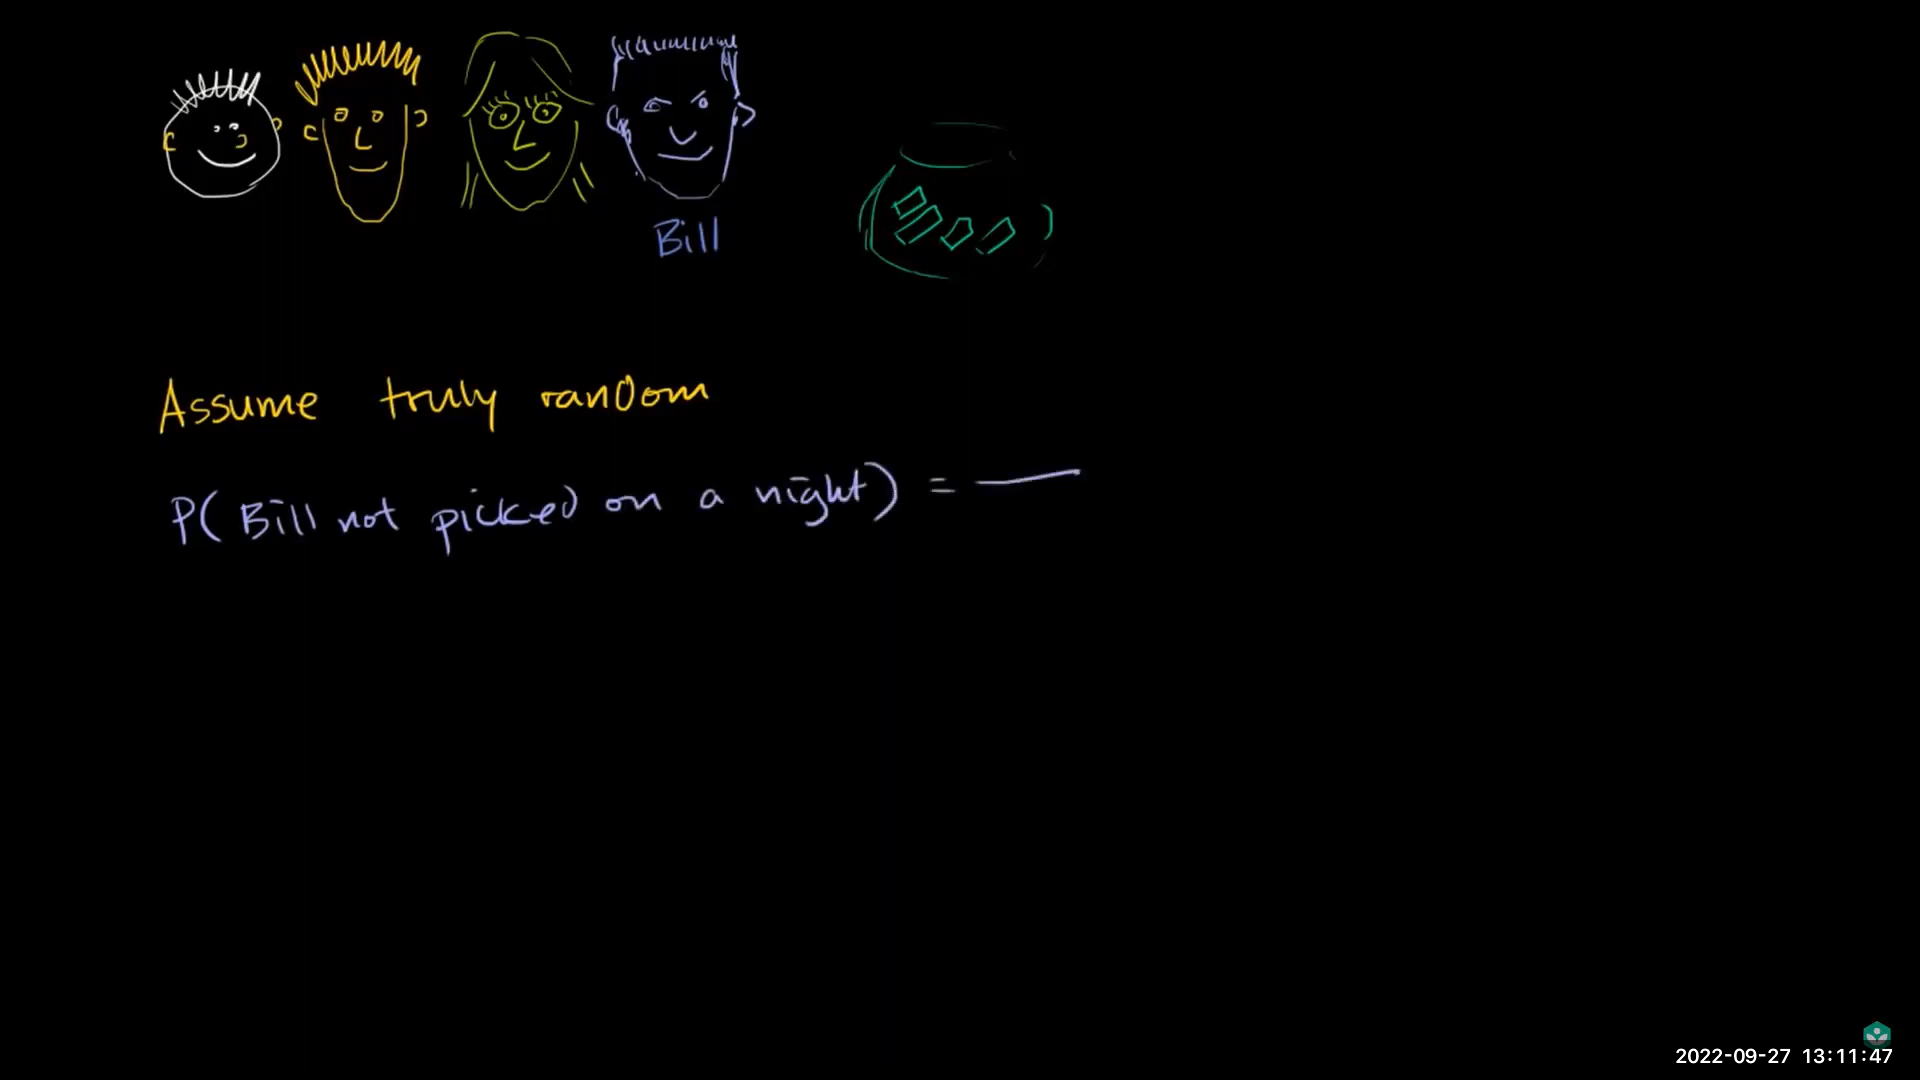 Bill
Assume truly random
P(Bill not picked on a night) =
2022-09-27 13:11:47